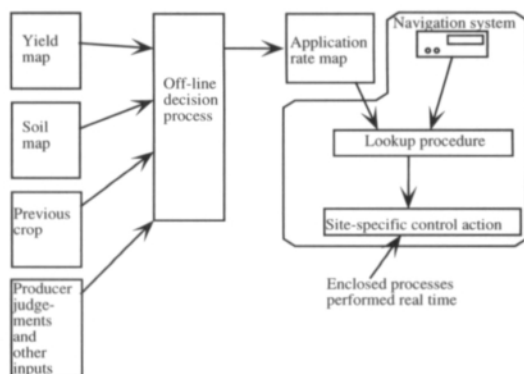 Yield
map
Soil
map
Previous
crop
Producer
judge-
ments
and
other
inputs
Off-line
decision
process
Application
rate map
Navigation system
Lookup procedure
Site-specific control action
Enclosed processes
performed real time